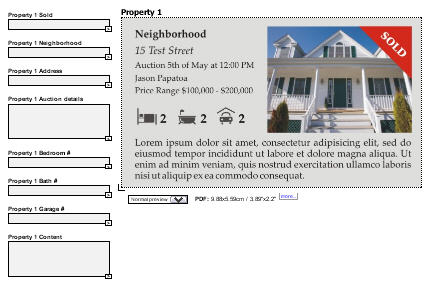 Property 1 Sold
Property 1 Neighborhood
Property 1 Address
Property 1 Auction details
Property 1 Bedroom #
Property 1 Bath #
Property 1 Garage #
Property 1 Content
Property 1
Neighborhood
15 Test Street
Auction 5th of May at 12:00 PM
Jason Papatoa
Price Range $100,000 - $200,000
SOLD
2 2 2
Lorem ipsum dolor sit amet, consectetur adipisicing elit, sed do
eiusmod tempor incididunt ut labore et dolore magna aliqua. Ut
enim ad minim veniam, quis nostrud exercitation ullamco laboris
nisi ut aliquip ex ea commodo consequat.
Normal preview PDF: 9.88x5.59cm / 3.89"x2.2" more...